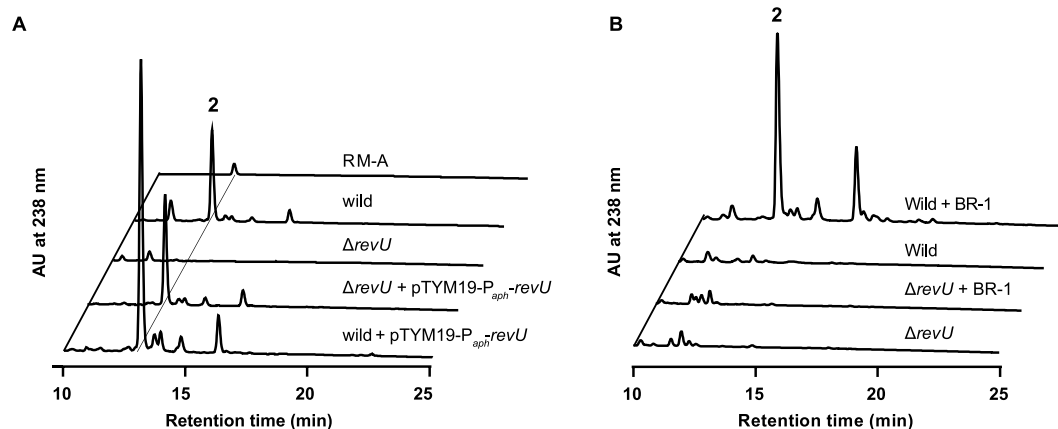 A
AU at 238 nm
2
RM-A
wild
ΔrevU
ΔrevU + pTYM19-Paph-revU
wild + pTYM19-Paph-revU
10
15
20
25
Retention time (min)
B
AU at 238 nm
2
Wild + BR-1
Wild
ΔrevU + BR-1
ΔrevU
10
15
20
25
Retention time (min)